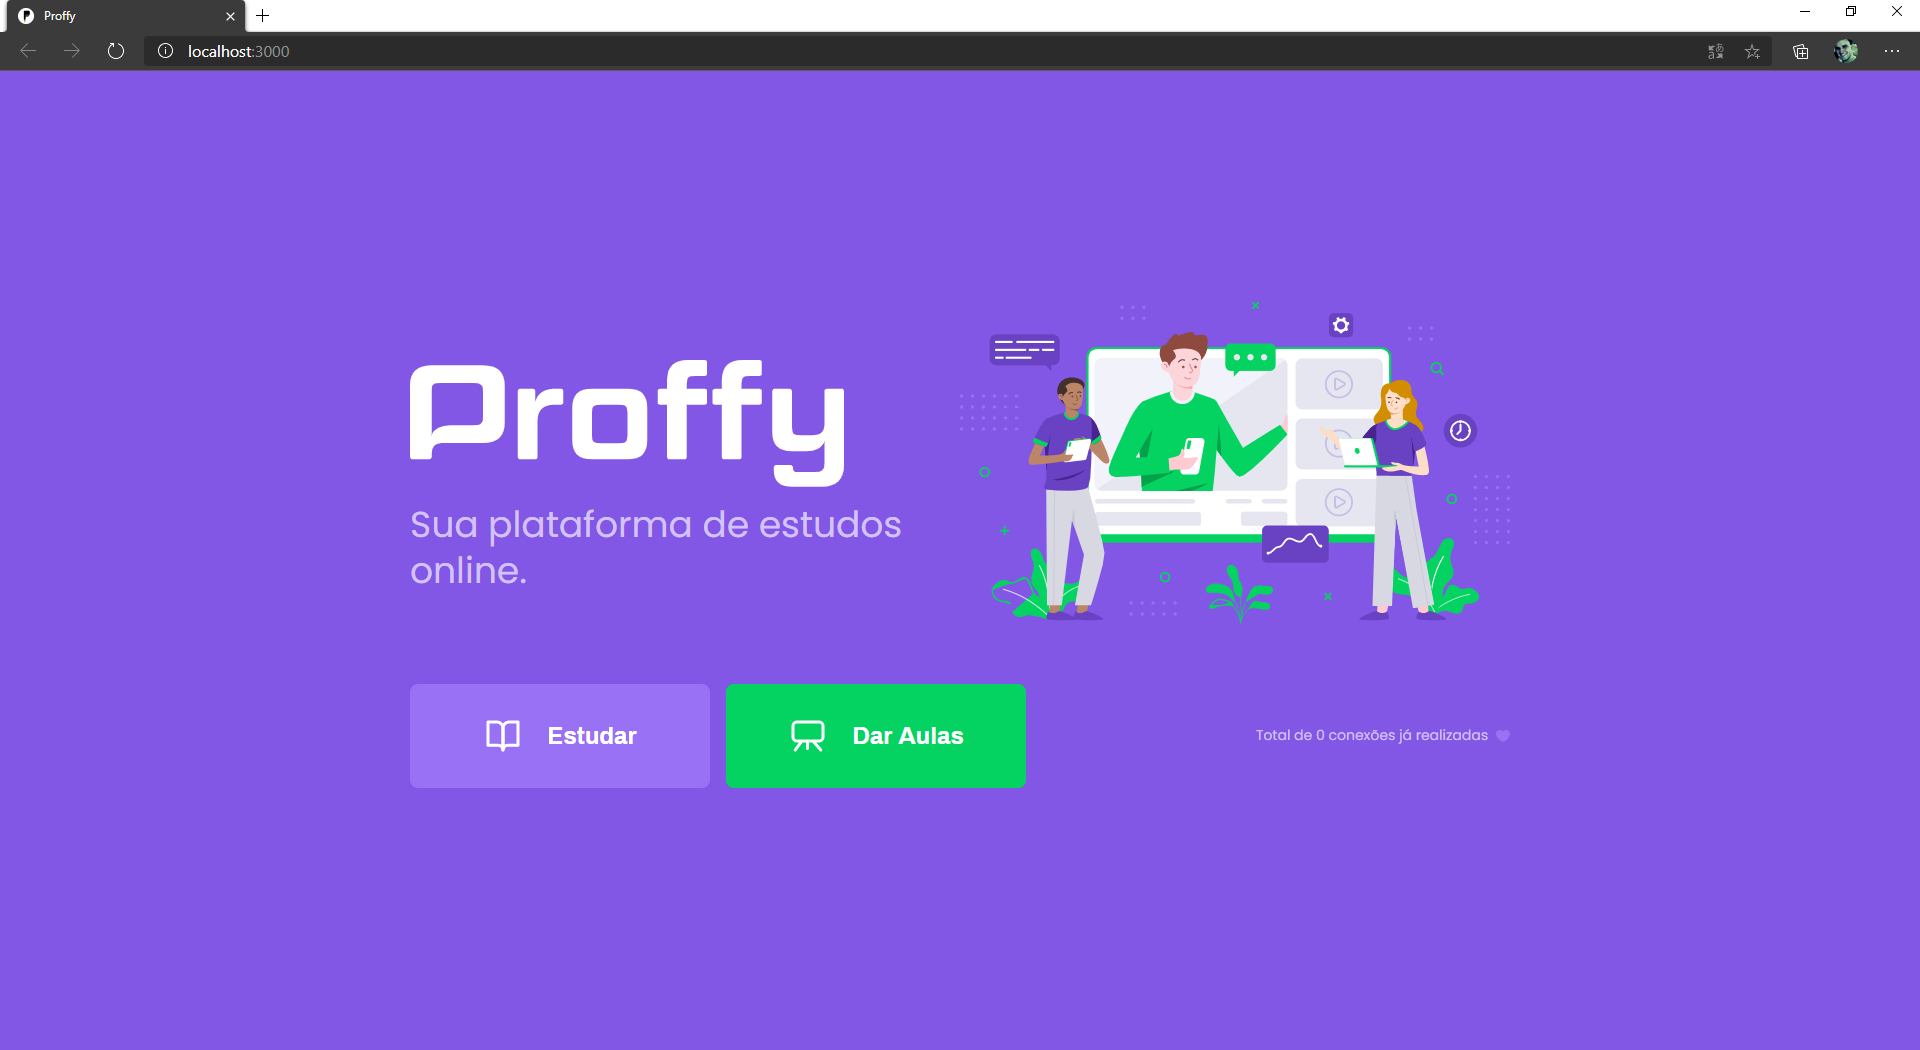 Proffy
localhost:3000
Proffy
Sua plataforma de estudos
online.
Estudar
Dar Aulas
Total de 0 conexões já realizadas